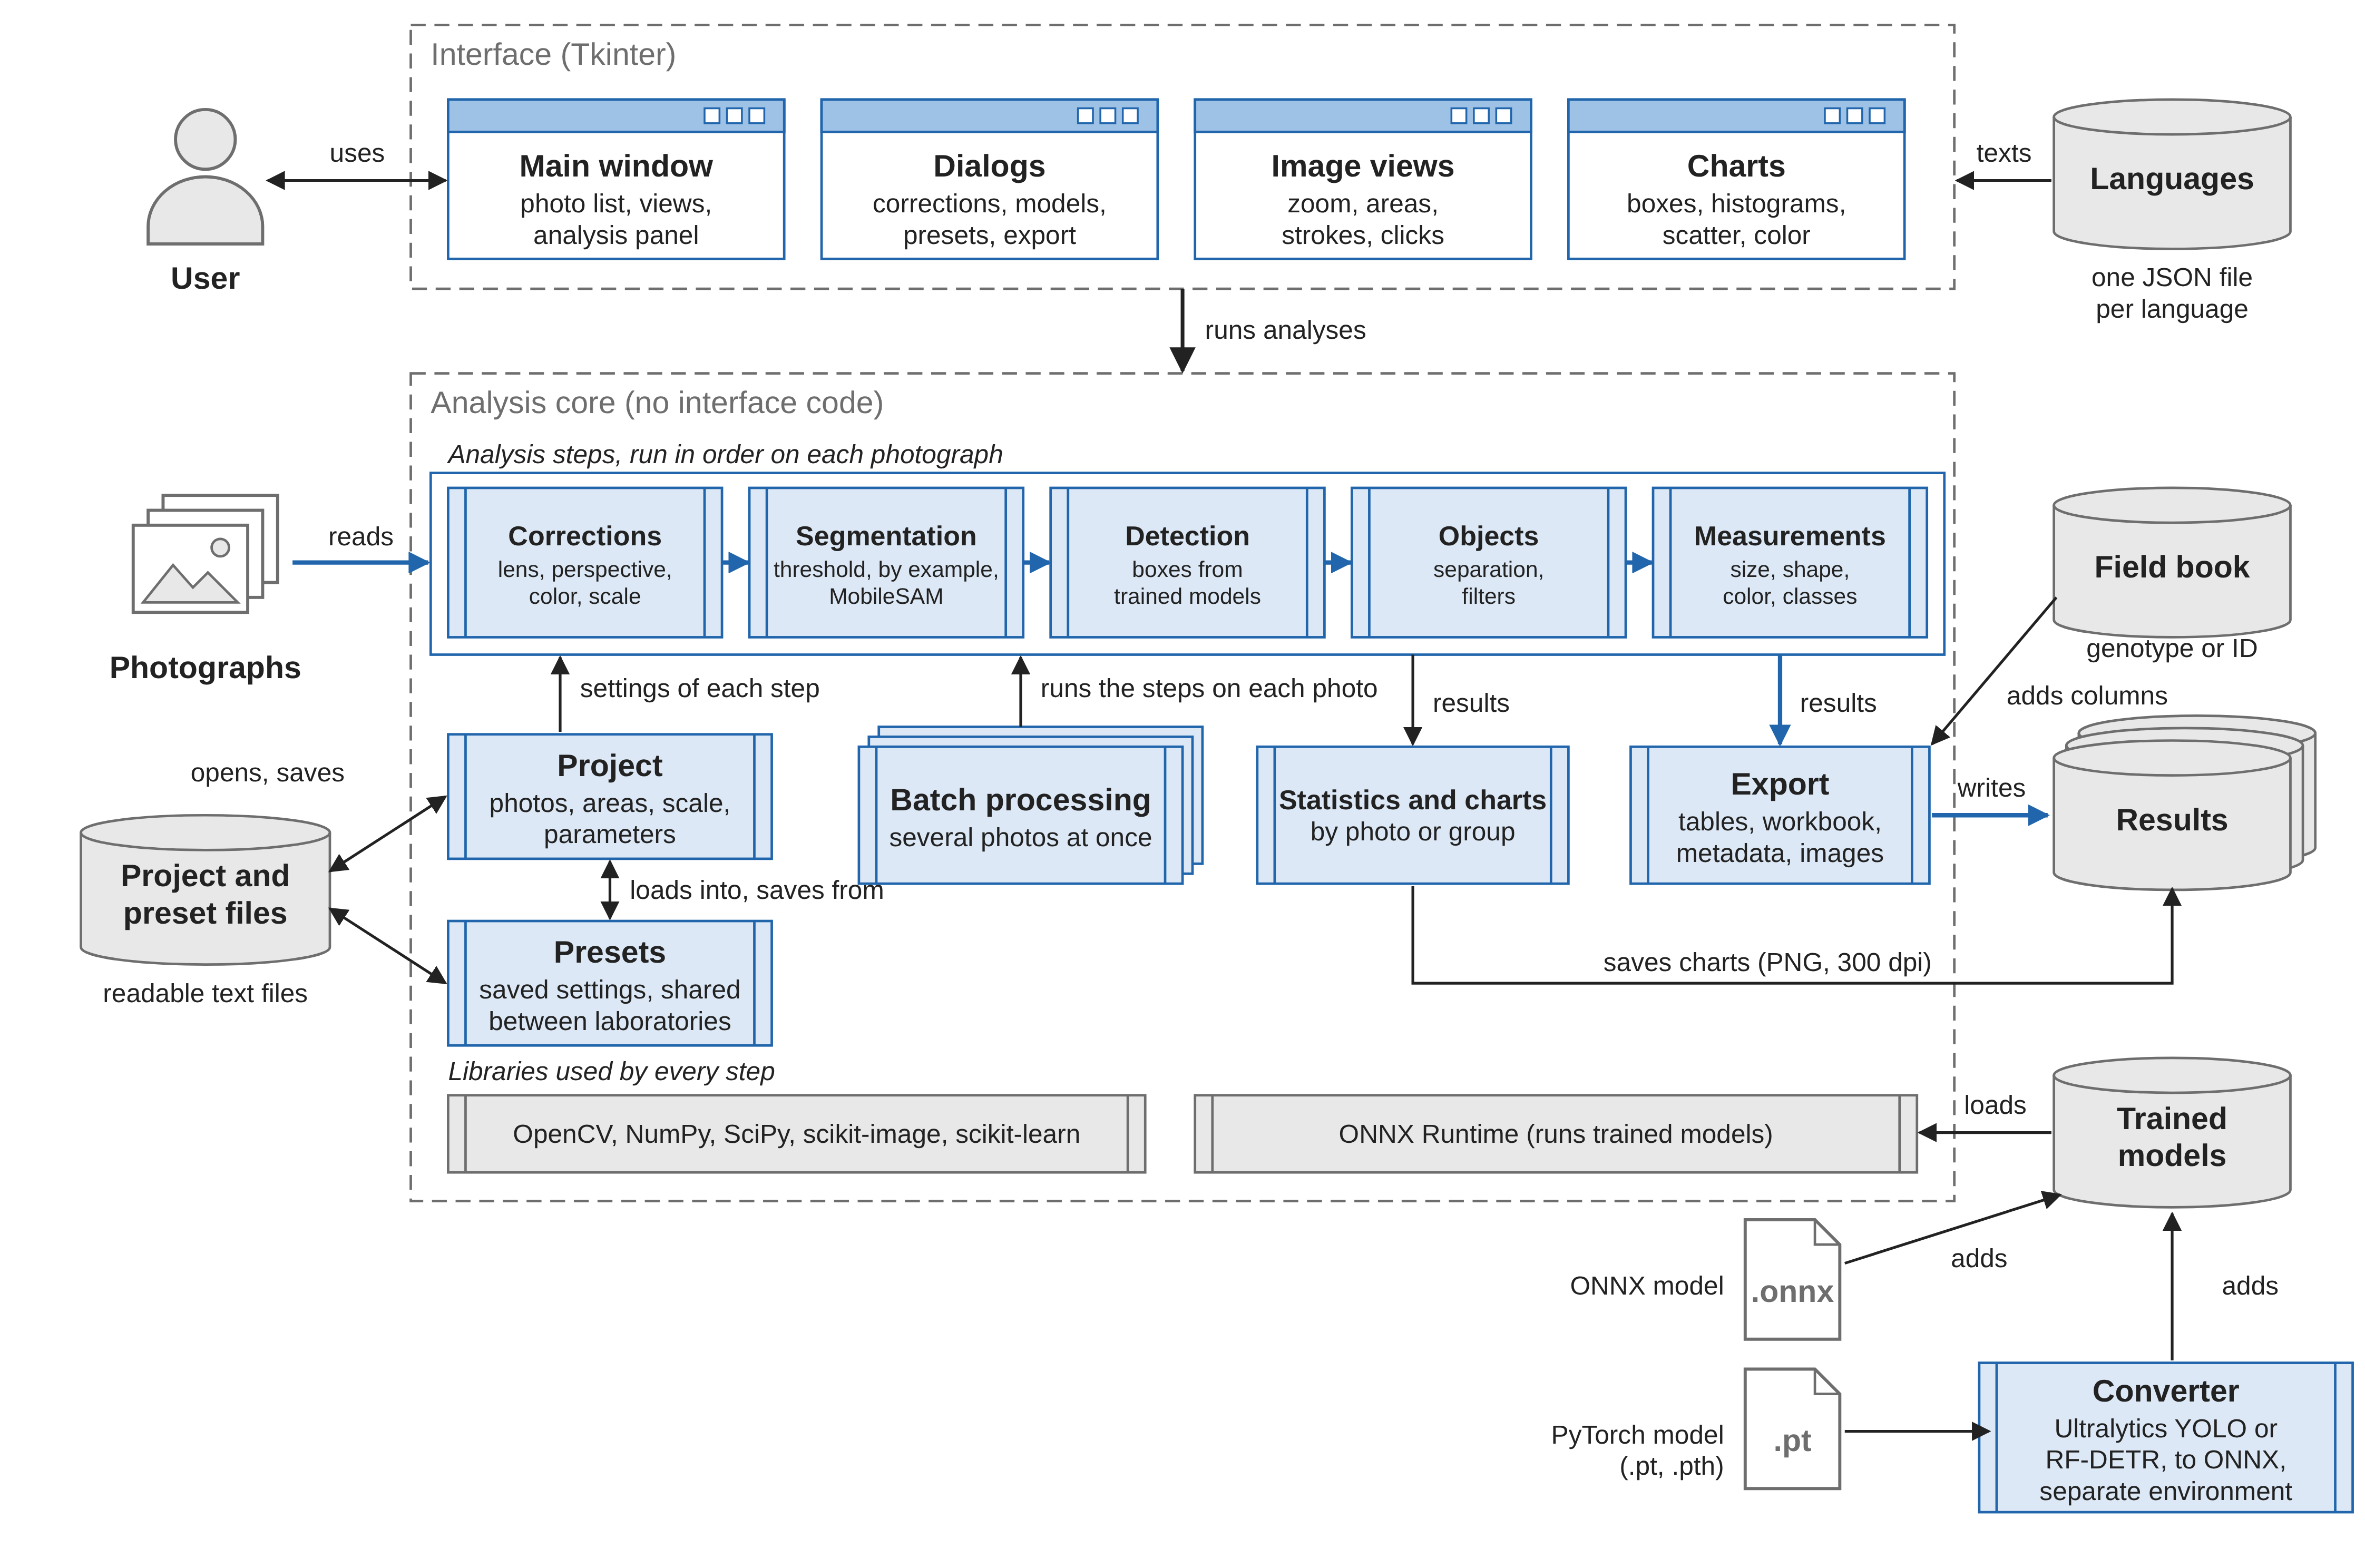 Interface (Tkinter)
Main window
photo list, views,
analysis panel
Dialogs
corrections, models,
presets, export
Image views
zoom, areas,
strokes, clicks
Charts
boxes, histograms,
scatter, color
uses
User
texts
Languages
one JSON file
per language
runs analyses
Analysis core (no interface code)
Analysis steps, run in order on each photograph
reads
Photographs
Corrections
lens, perspective,
color, scale
Segmentation
threshold, by example,
MobileSAM
Detection
boxes from
trained models
Objects
separation,
filters
Measurements
size, shape,
color, classes
Field book
genotype or ID
adds columns
settings of each step
runs the steps on each photo
results
results
opens, saves
Project and
preset files
readable text files
Project
photos, areas, scale,
parameters
loads into, saves from
Batch processing
several photos at once
Statistics and charts
by photo or group
Export
tables, workbook,
metadata, images
writes
Results
Presets
saved settings, shared
between laboratories
saves charts (PNG, 300 dpi)
Libraries used by every step
OpenCV, NumPy, SciPy, scikit-image, scikit-learn
ONNX Runtime (runs trained models)
loads
Trained
models
ONNX model
.onnx
adds
adds
PyTorch model
(.pt, .pth)
.pt
Converter
Ultralytics YOLO or
RF-DETR, to ONNX,
separate environment